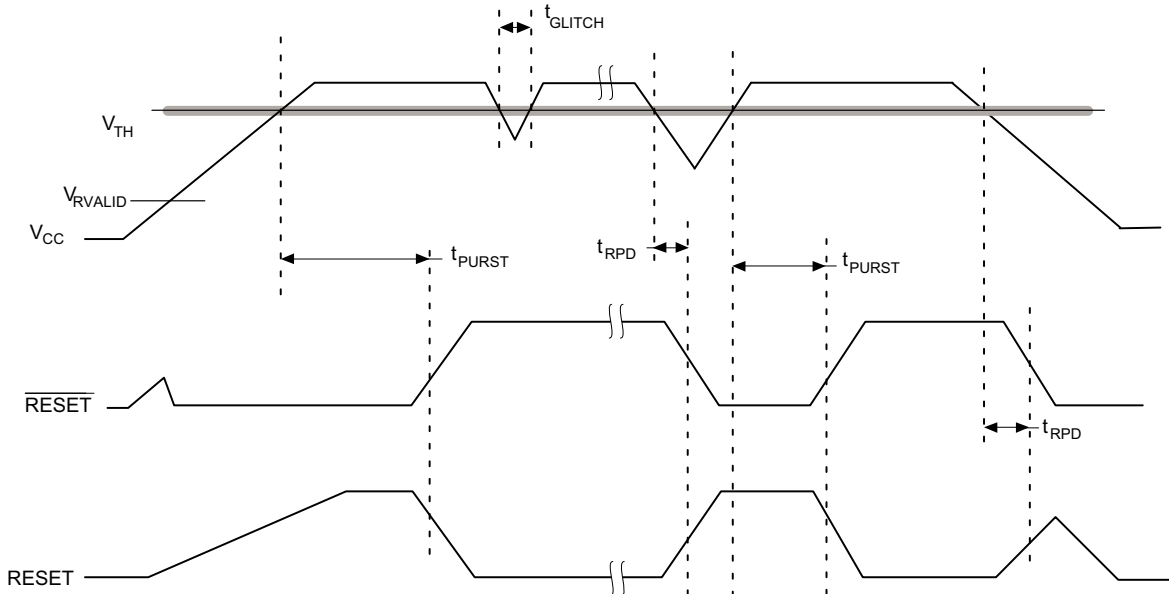 tGLITCH
VTH
VRVALID
VCC
tPURST
tRPD
tPURST
RESET
tRPD
RESET